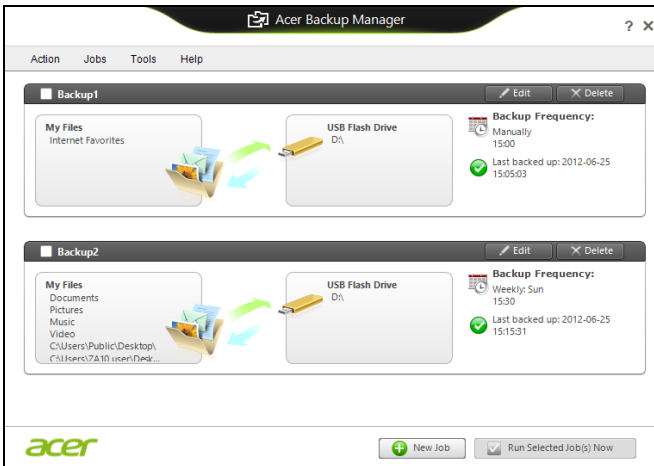 Acer Backup Manager
? X
Action Jobs Tools Help
Backup1
Edit
Delete
My Files
Internet Favorites
USB Flash Drive
D:\
Backup Frequency:
Manually
15:00
Last backed up: 2012-06-25
15:05:03
Backup2
Edit
Delete
My Files
Documents
Pictures
Music
Video
C:\Users\Public\Desktop\
C:\Users\ZA10 user\Desk...
USB Flash Drive
D:\
Backup Frequency:
Weekly: Sun
15:30
Last backed up: 2012-06-25
15:15:31
acer
New Job
Run Selected Job(s) Now